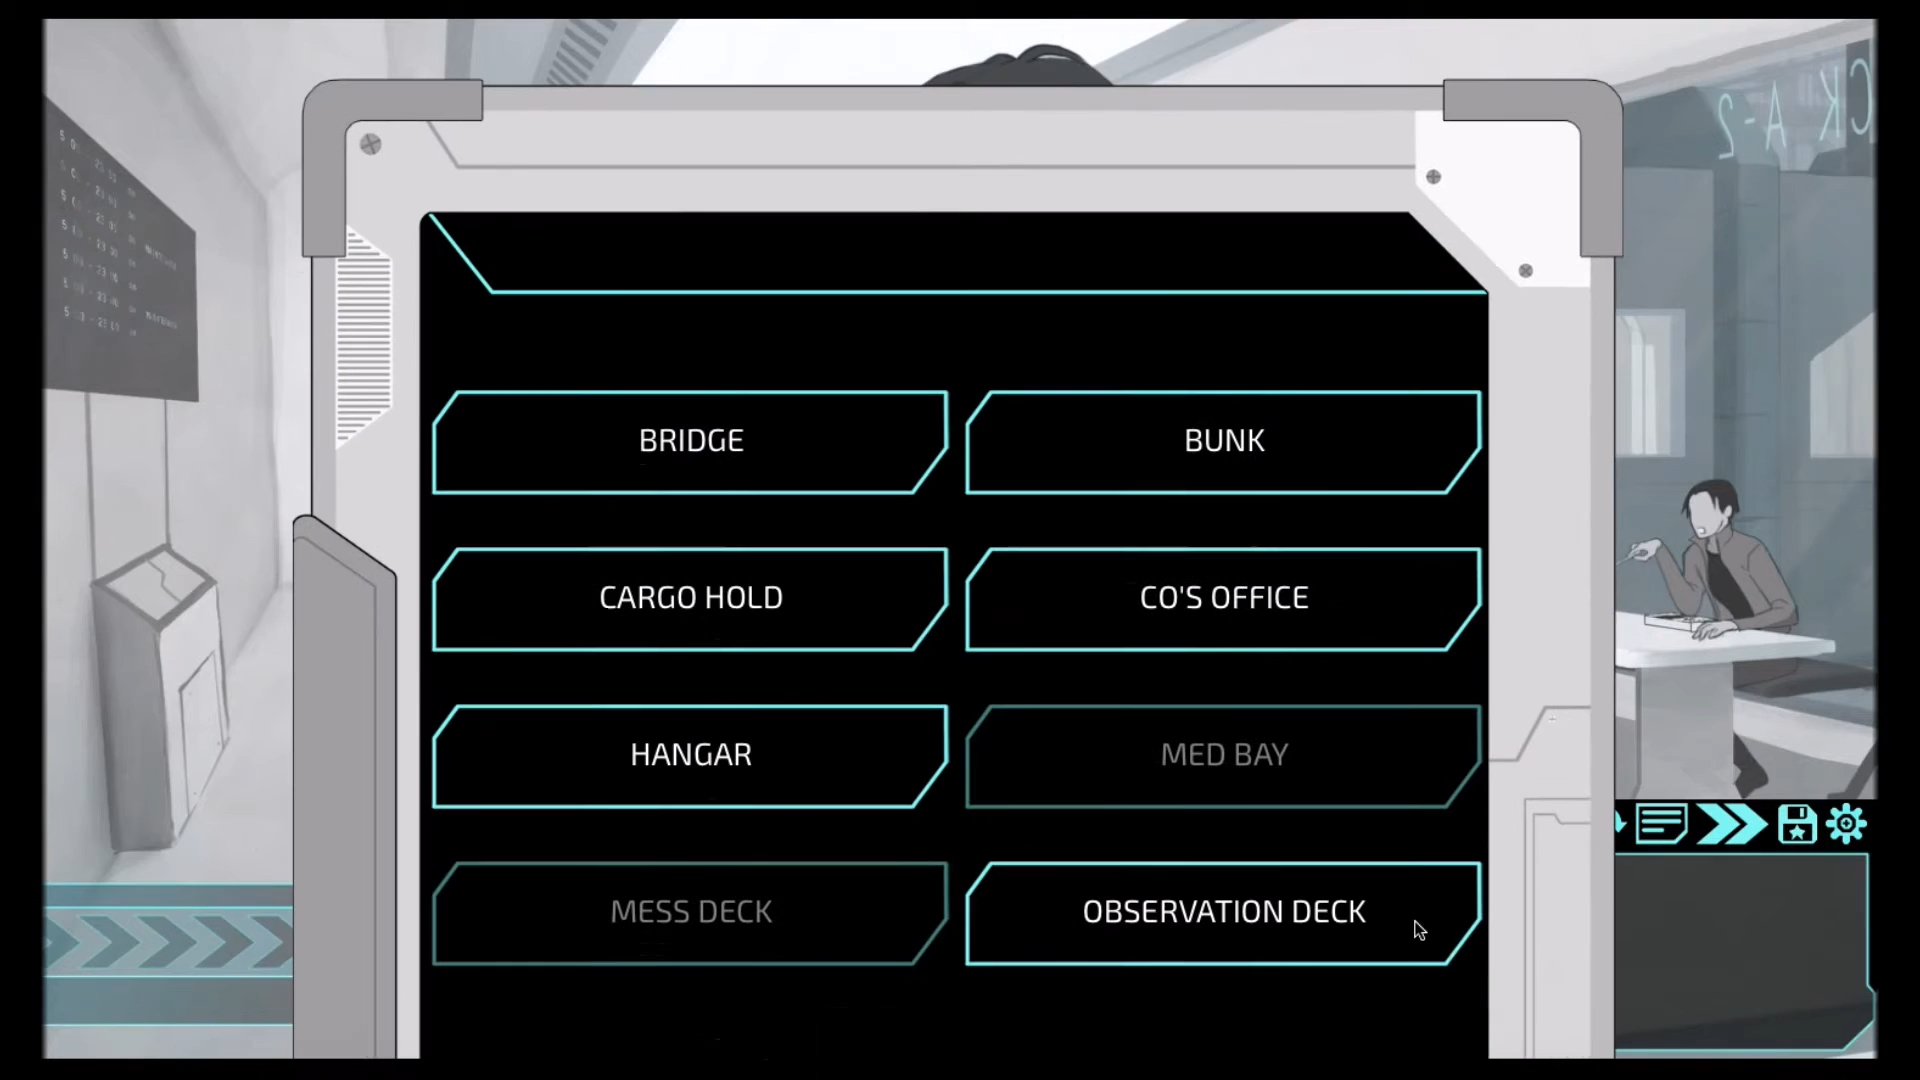 BRIDGE
BUNK
CARGO HOLD
CO'S OFFICE
HANGAR
MED BAY
MESS DECK
OBSERVATION DECK